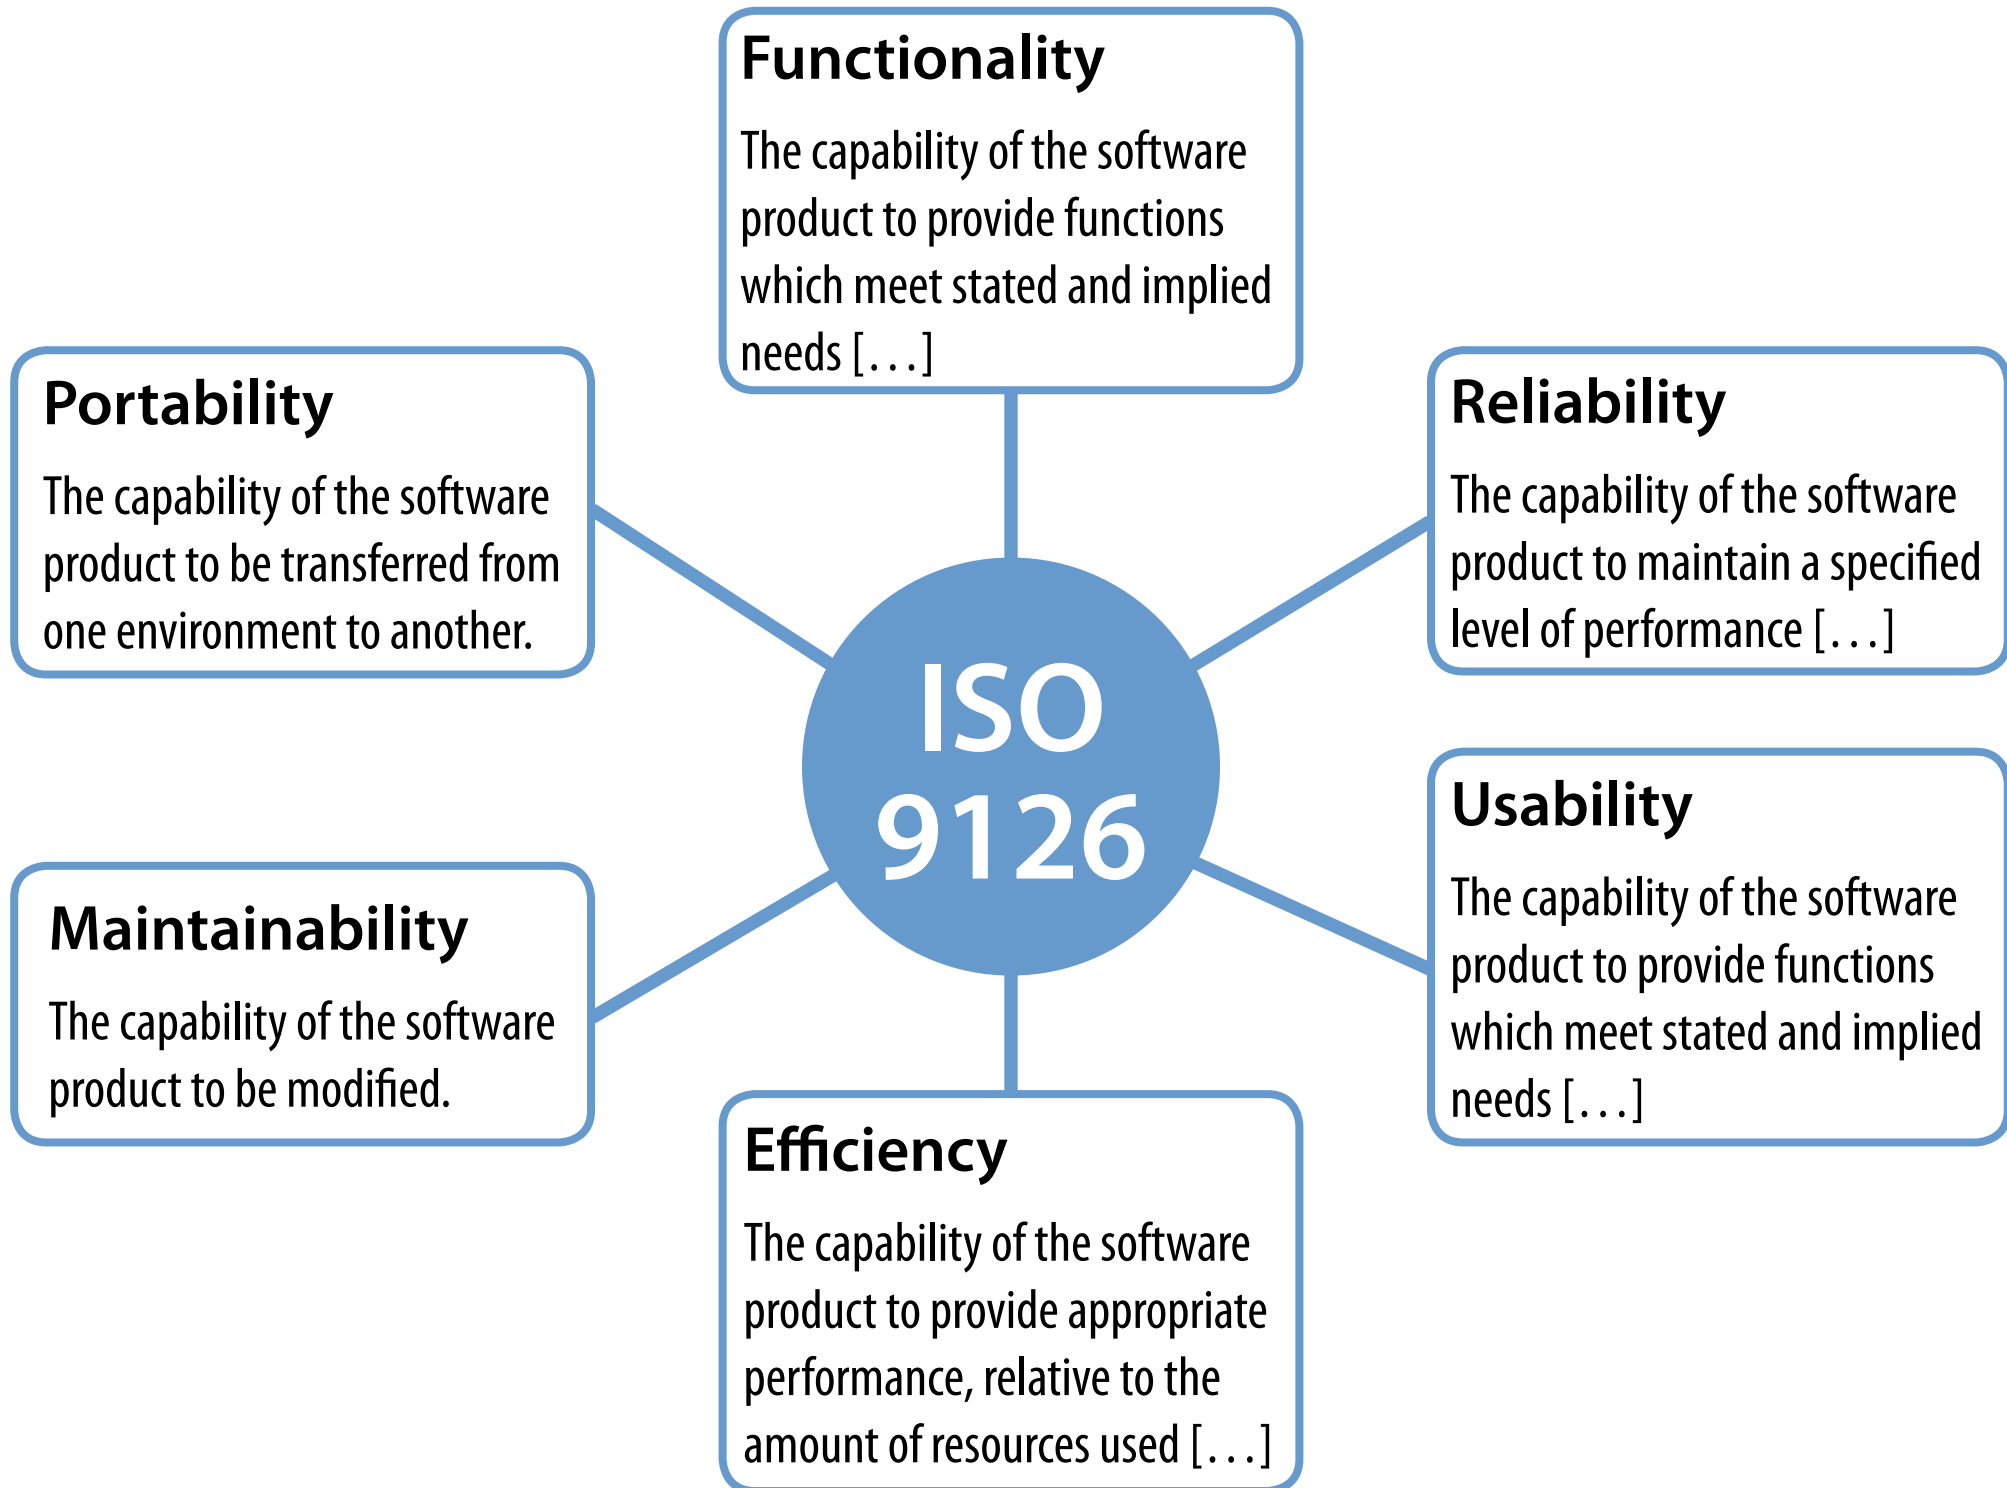 Functionality
The capability of the software
product to provide functions
which meet stated and implied
needs [...]
Portability
The capability of the software
product to be transferred from
one environment to another.
Reliability
The capability of the software
product to maintain a specified
level of performance [...]
ISO
9126
Maintainability
The capability of the software
product to be modified.
Usability
The capability of the software
product to provide functions
which meet stated and implied
needs [...]
Efficiency
The capability of the software
product to provide appropriate
performance, relative to the
amount of resources used [...]